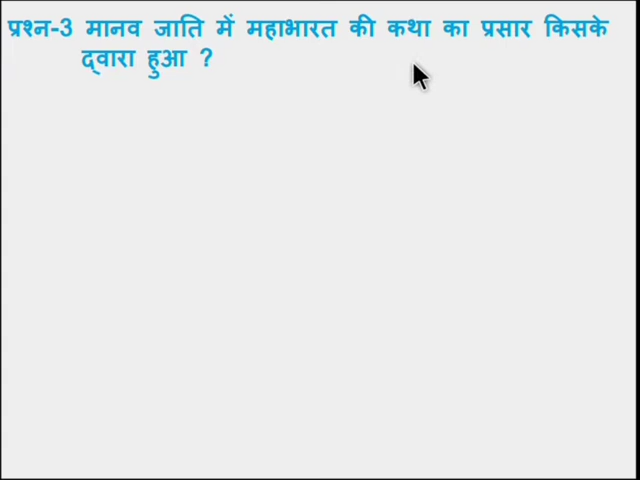 प्रश्न-3 मानव जाति में महाभारत की कथा का प्रसार किसके
द्वारा हुआ ?